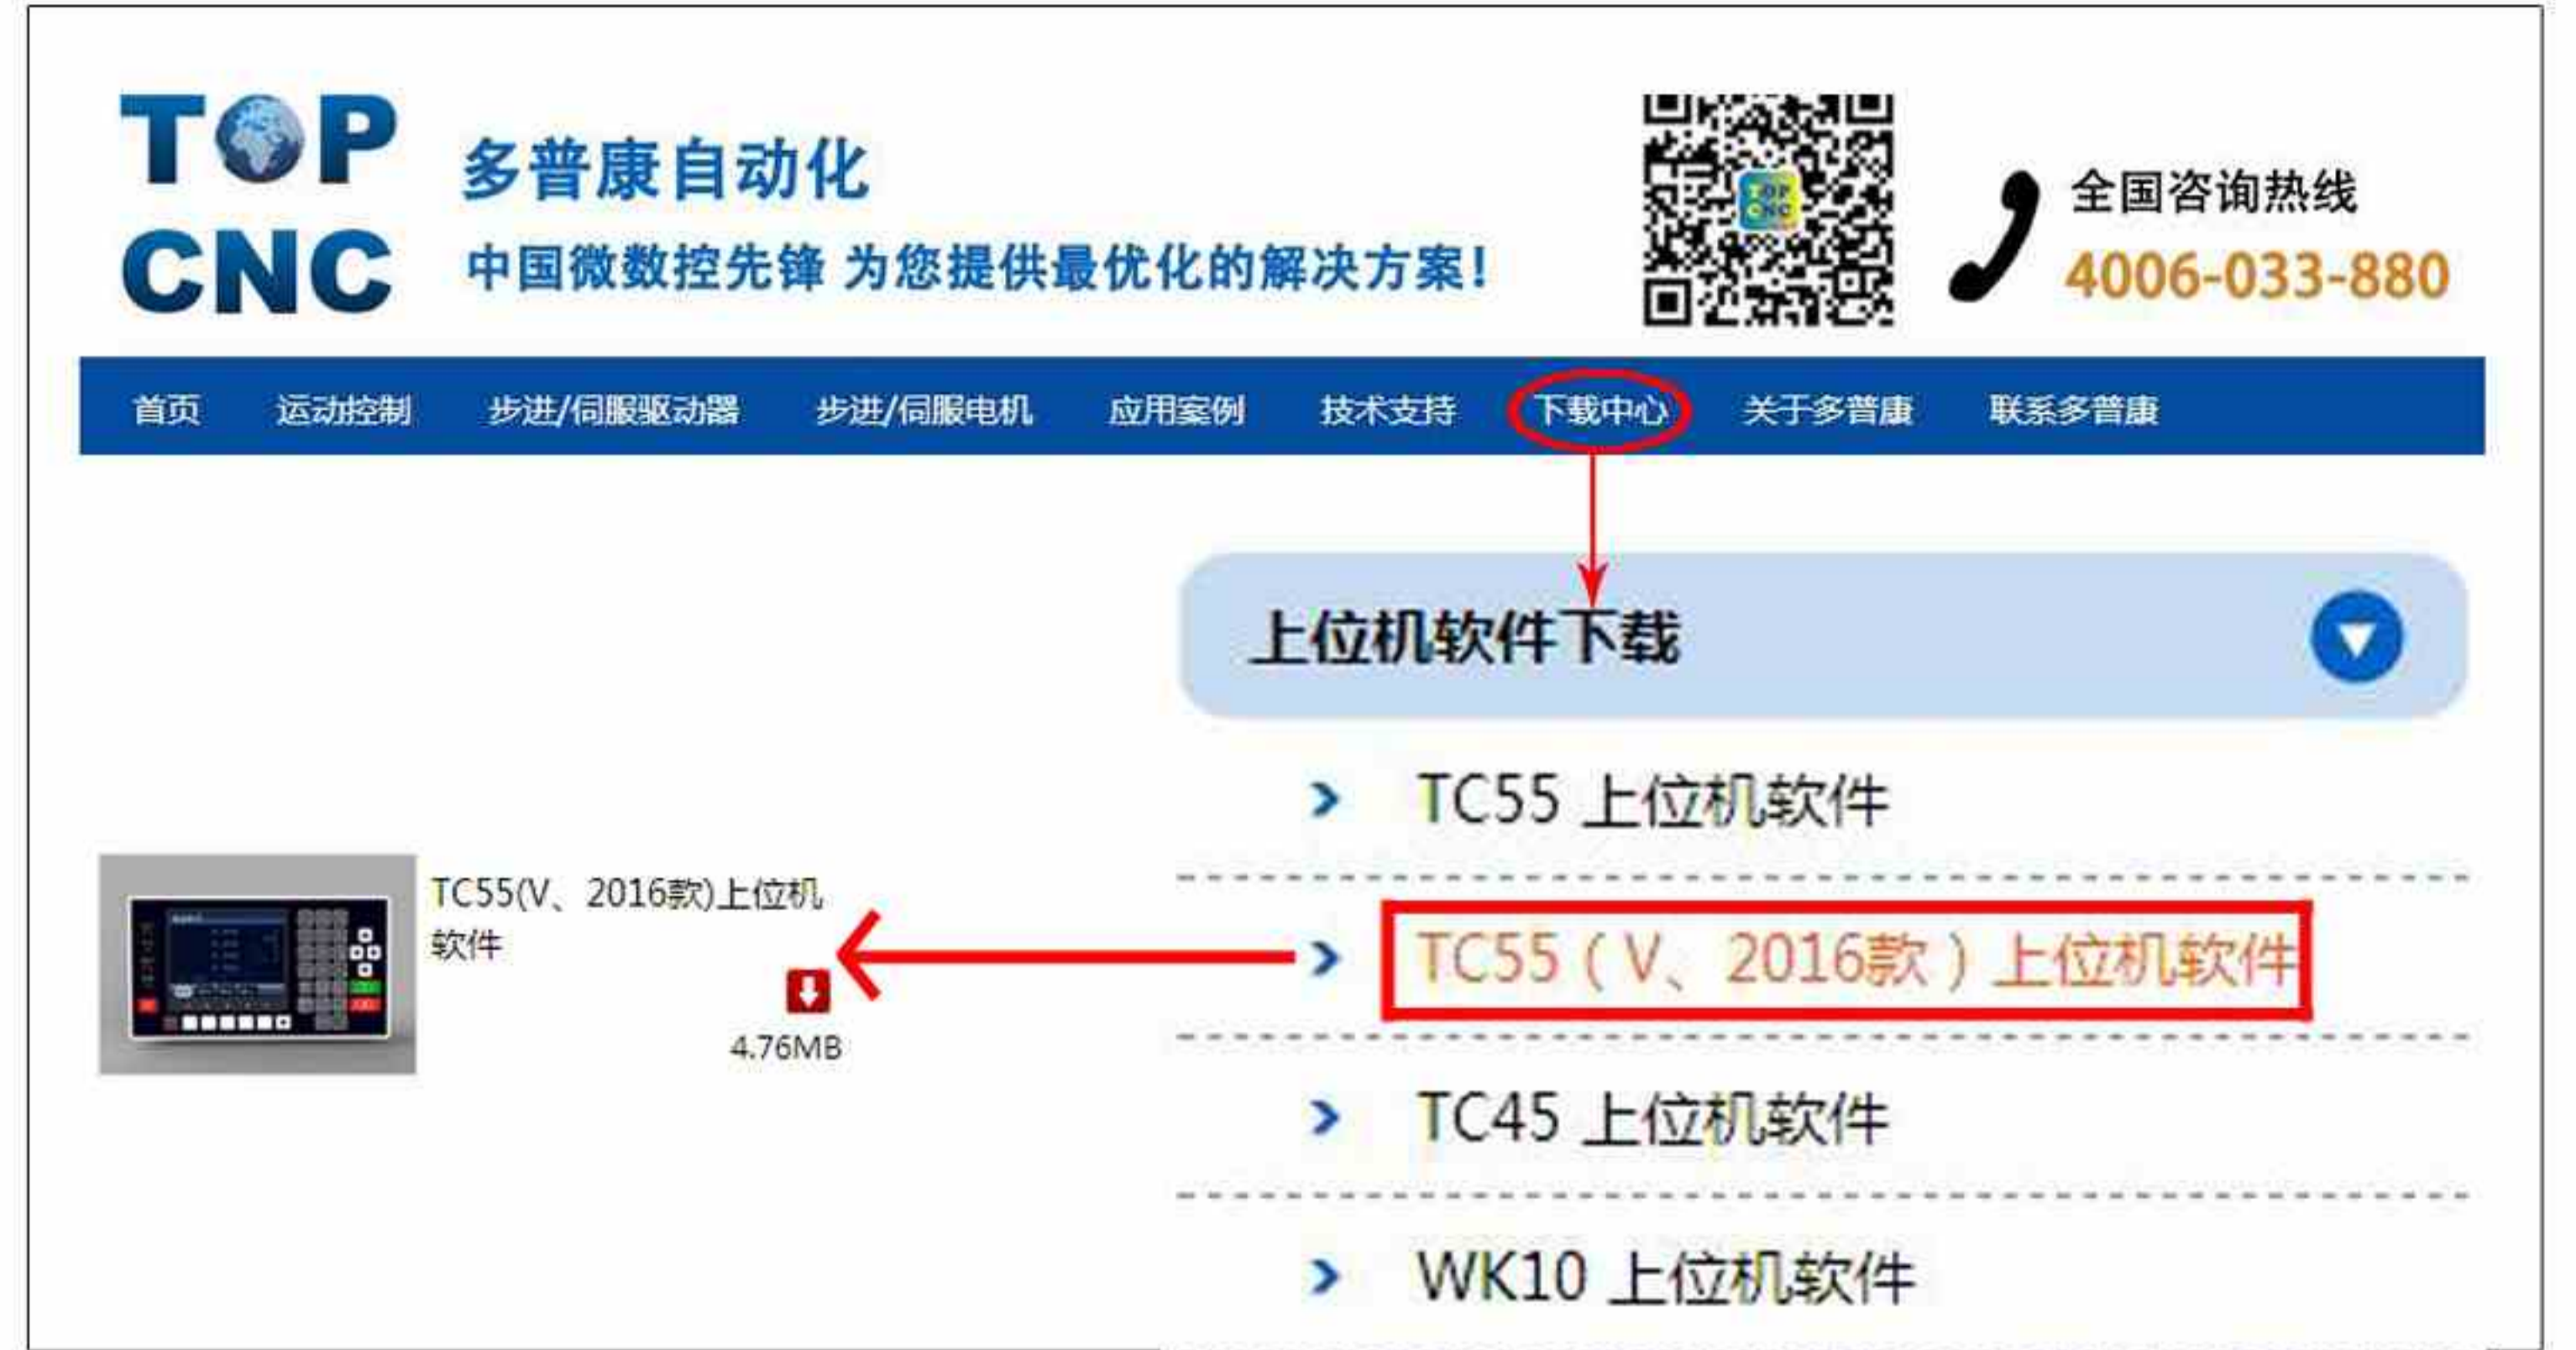 TOP
CNC
多普康自动化
中国微数控先锋 为您提供最优化的解决方案!
TOP
CNC
全国咨询热线
4006-033-880
首页 运动控制 步进/伺服驱动器 步进/伺服电机 应用案例 技术支持 下载中心 关于多普康 联系多普康
上位机软件下载
TC55 上位机软件
TC55(V、2016款)上位机
软件
4.76MB
TC55（V、2016款）上位机软件
TC45 上位机软件
WK10 上位机软件